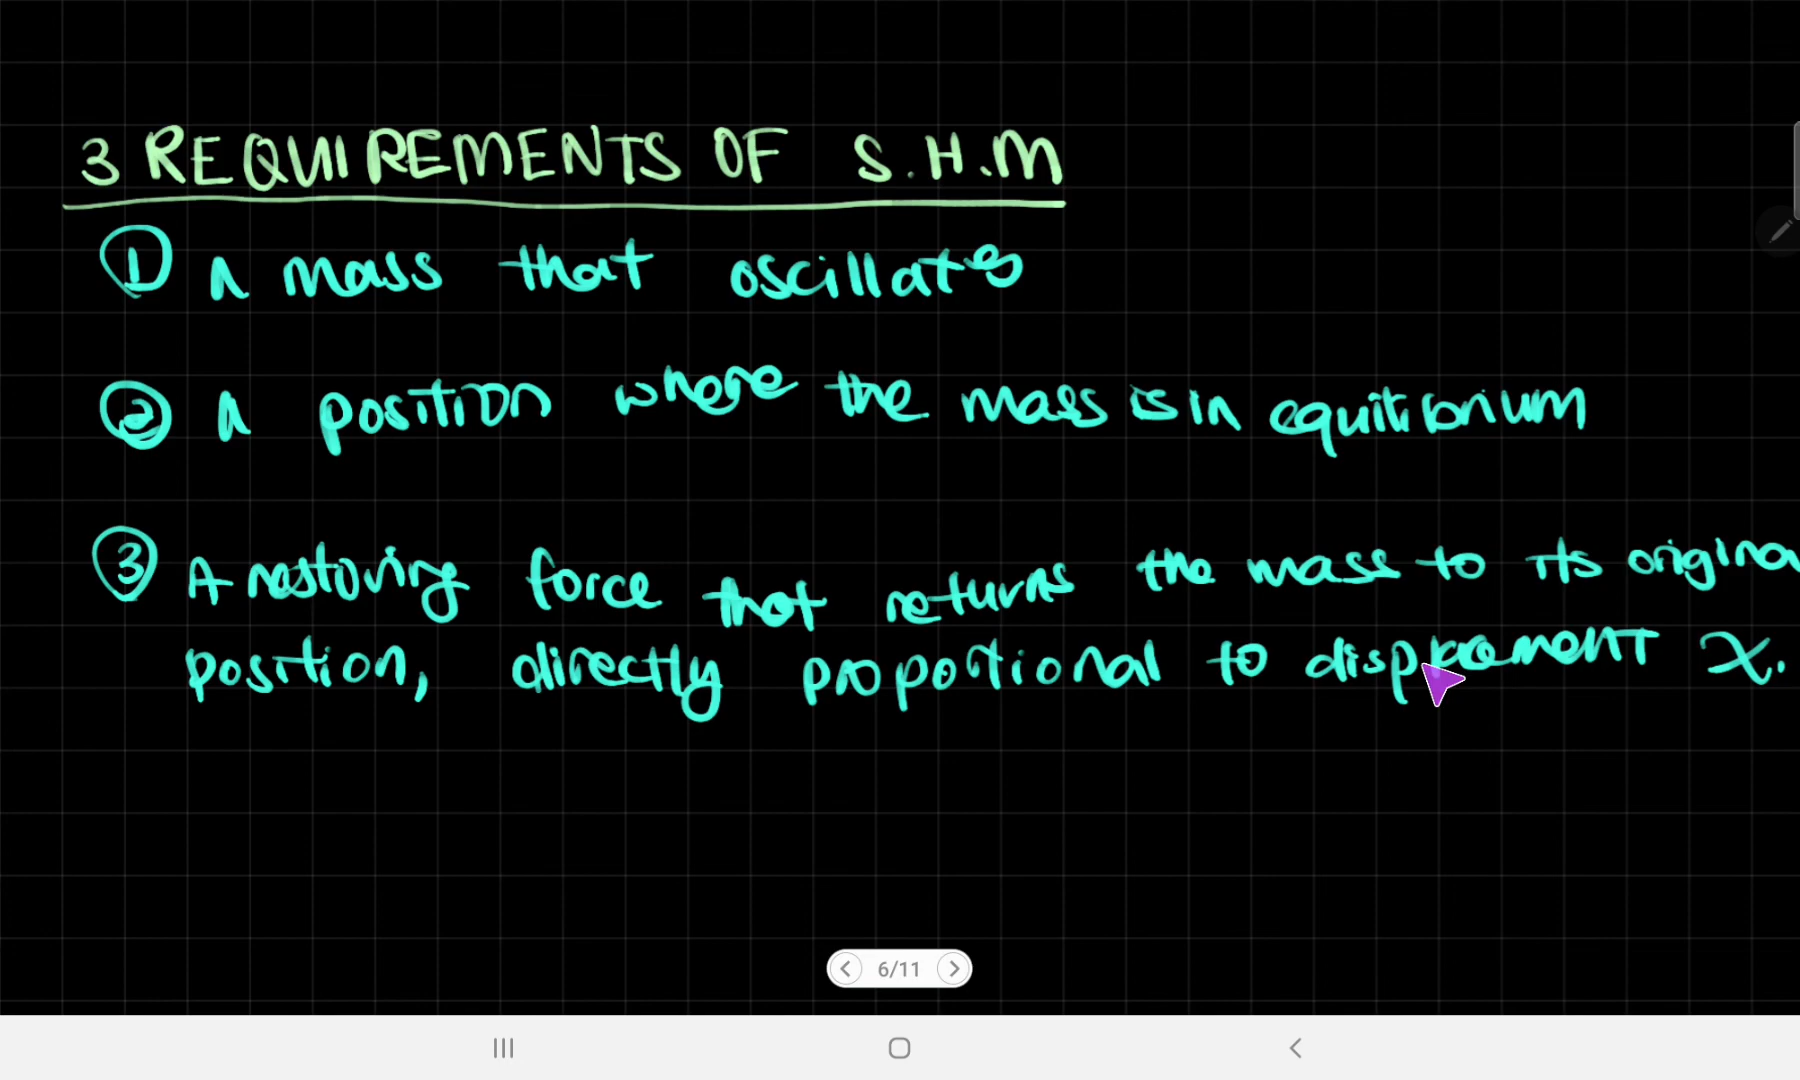 3 REQUIREMENTS OF S.H.M
① A mass that oscillates
② A position where the mass is in equilibrium
③ A restoring force that returns the mass to its origina
position, directly proportional to displacement x.
6/11